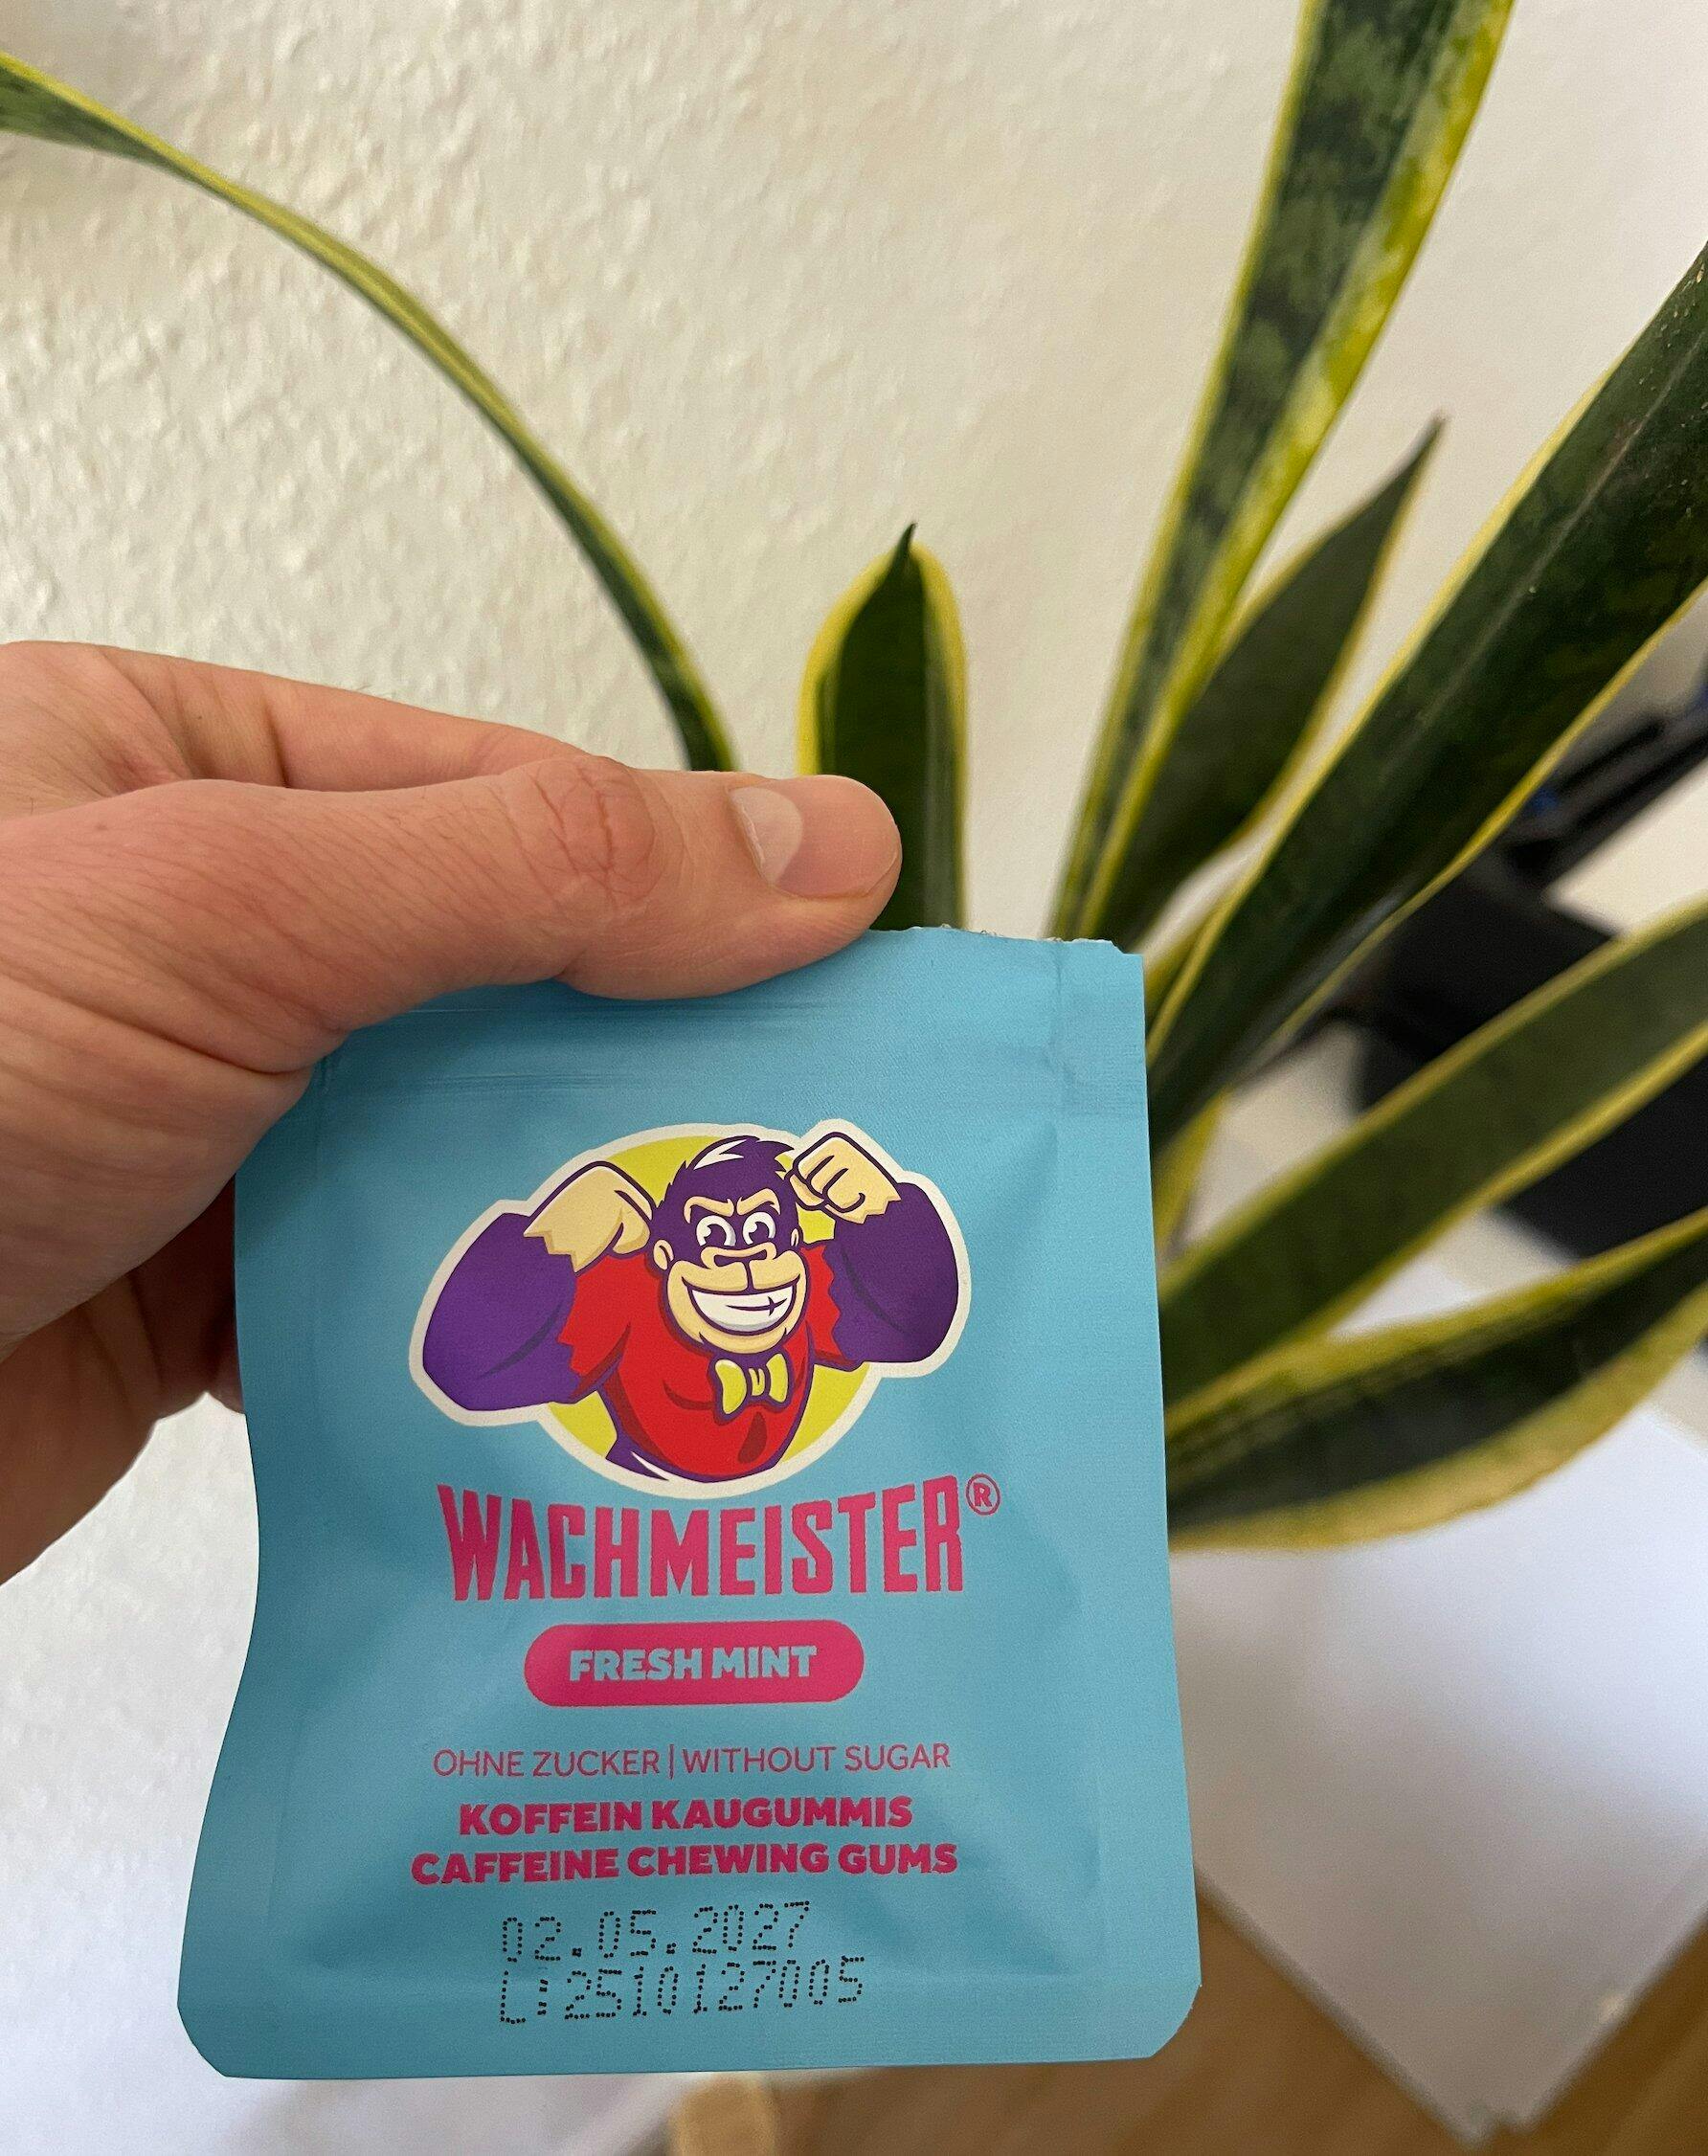 WACHMEISTER®
FRESH MINT
OHNE ZUCKER | WITHOUT SUGAR
KOFFEIN KAUGUMMIS
CAFFEINE CHEWING GUMS
02.05.2027
L:2510127005